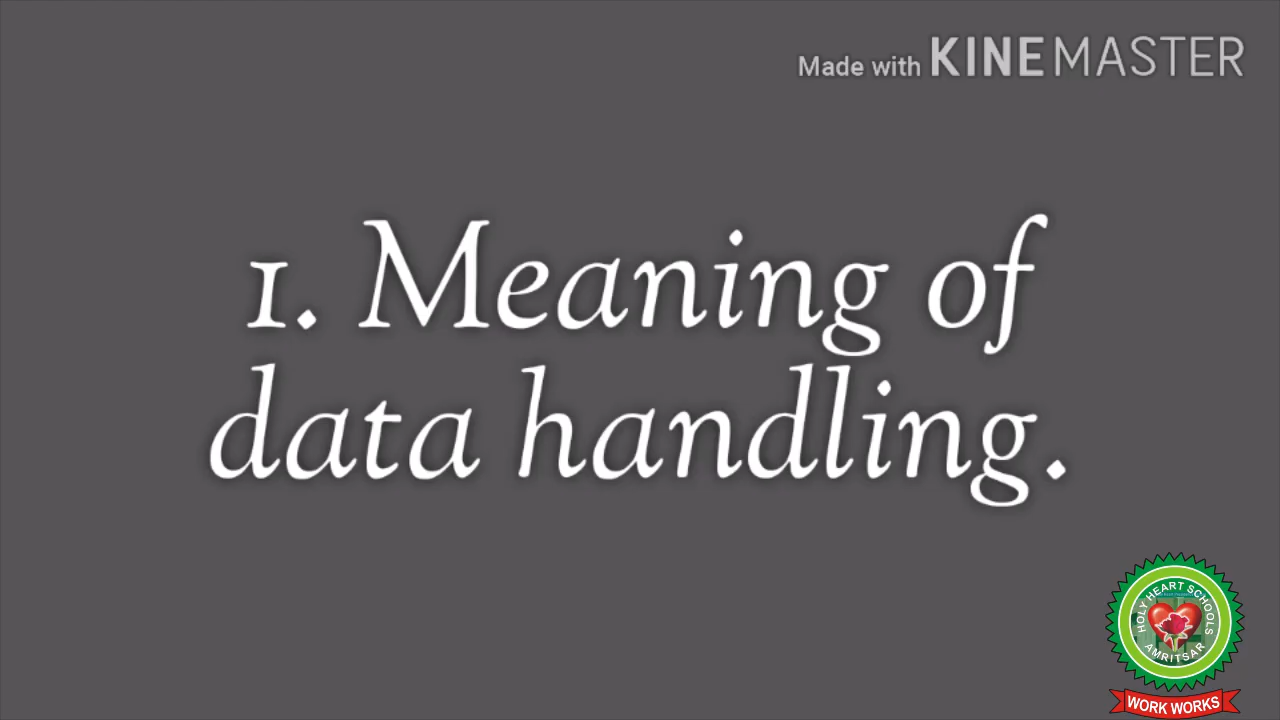 Made with KINEMASTER
1. Meaning of
data handling.
HOLY HEART SCHOOLS
AMRITSAR
WORK WORKS